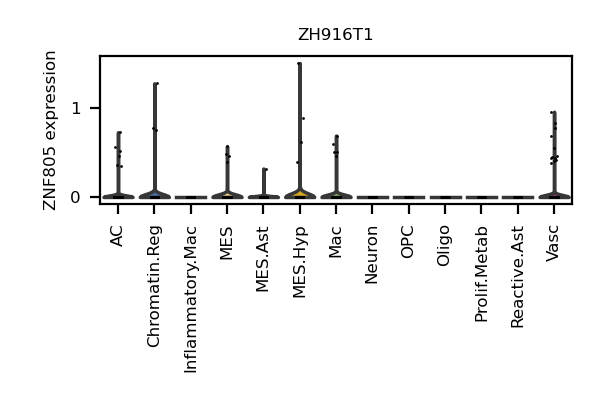 ZH916T1
ZNF805 expression
1
0
AC
Chromatin.Reg
Inflammatory.Mac
MES
MES.Ast
MES.Hyp
Mac
Neuron
OPC
Oligo
Prolif.Metab
Reactive.Ast
Vasc